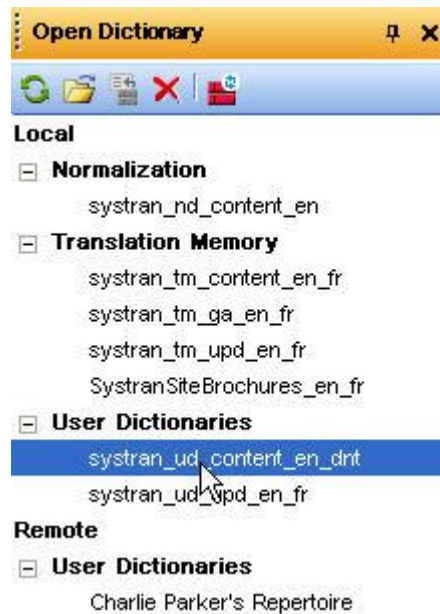 Open Dictionary
Local
Normalization
systran_nd_content_en
Translation Memory
systran_tm_content_en_fr
systran_tm_ga_en_fr
systran_tm_upd_en_fr
SystranSiteBrochures_en_fr
User Dictionaries
systran_ud_content_en_dnt
systran_ud_upd_en_fr
Remote
User Dictionaries
Charlie Parker's Repertoire